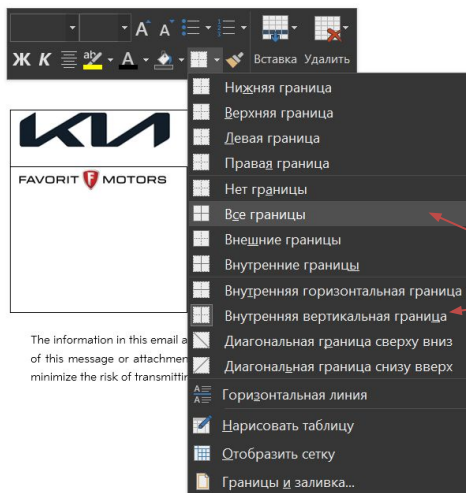 A A
Ж К ab A Вставка Удалить
Нижняя граница
Верхняя граница
Левая граница
Правая граница
Нет границы
Все границы
Внешние границы
Внутренние границы
Внутренняя горизонтальная граница
Внутренняя вертикальная граница
Диагональная граница сверху вниз
Диагональная граница снизу вверх
Горизонтальная линия
Нарисовать таблицу
Отобразить сетку
Границы и заливка...
KIA
FAVORIT F MOTORS
The information in this email a
of this message or attachmen
minimize the risk of transmittin